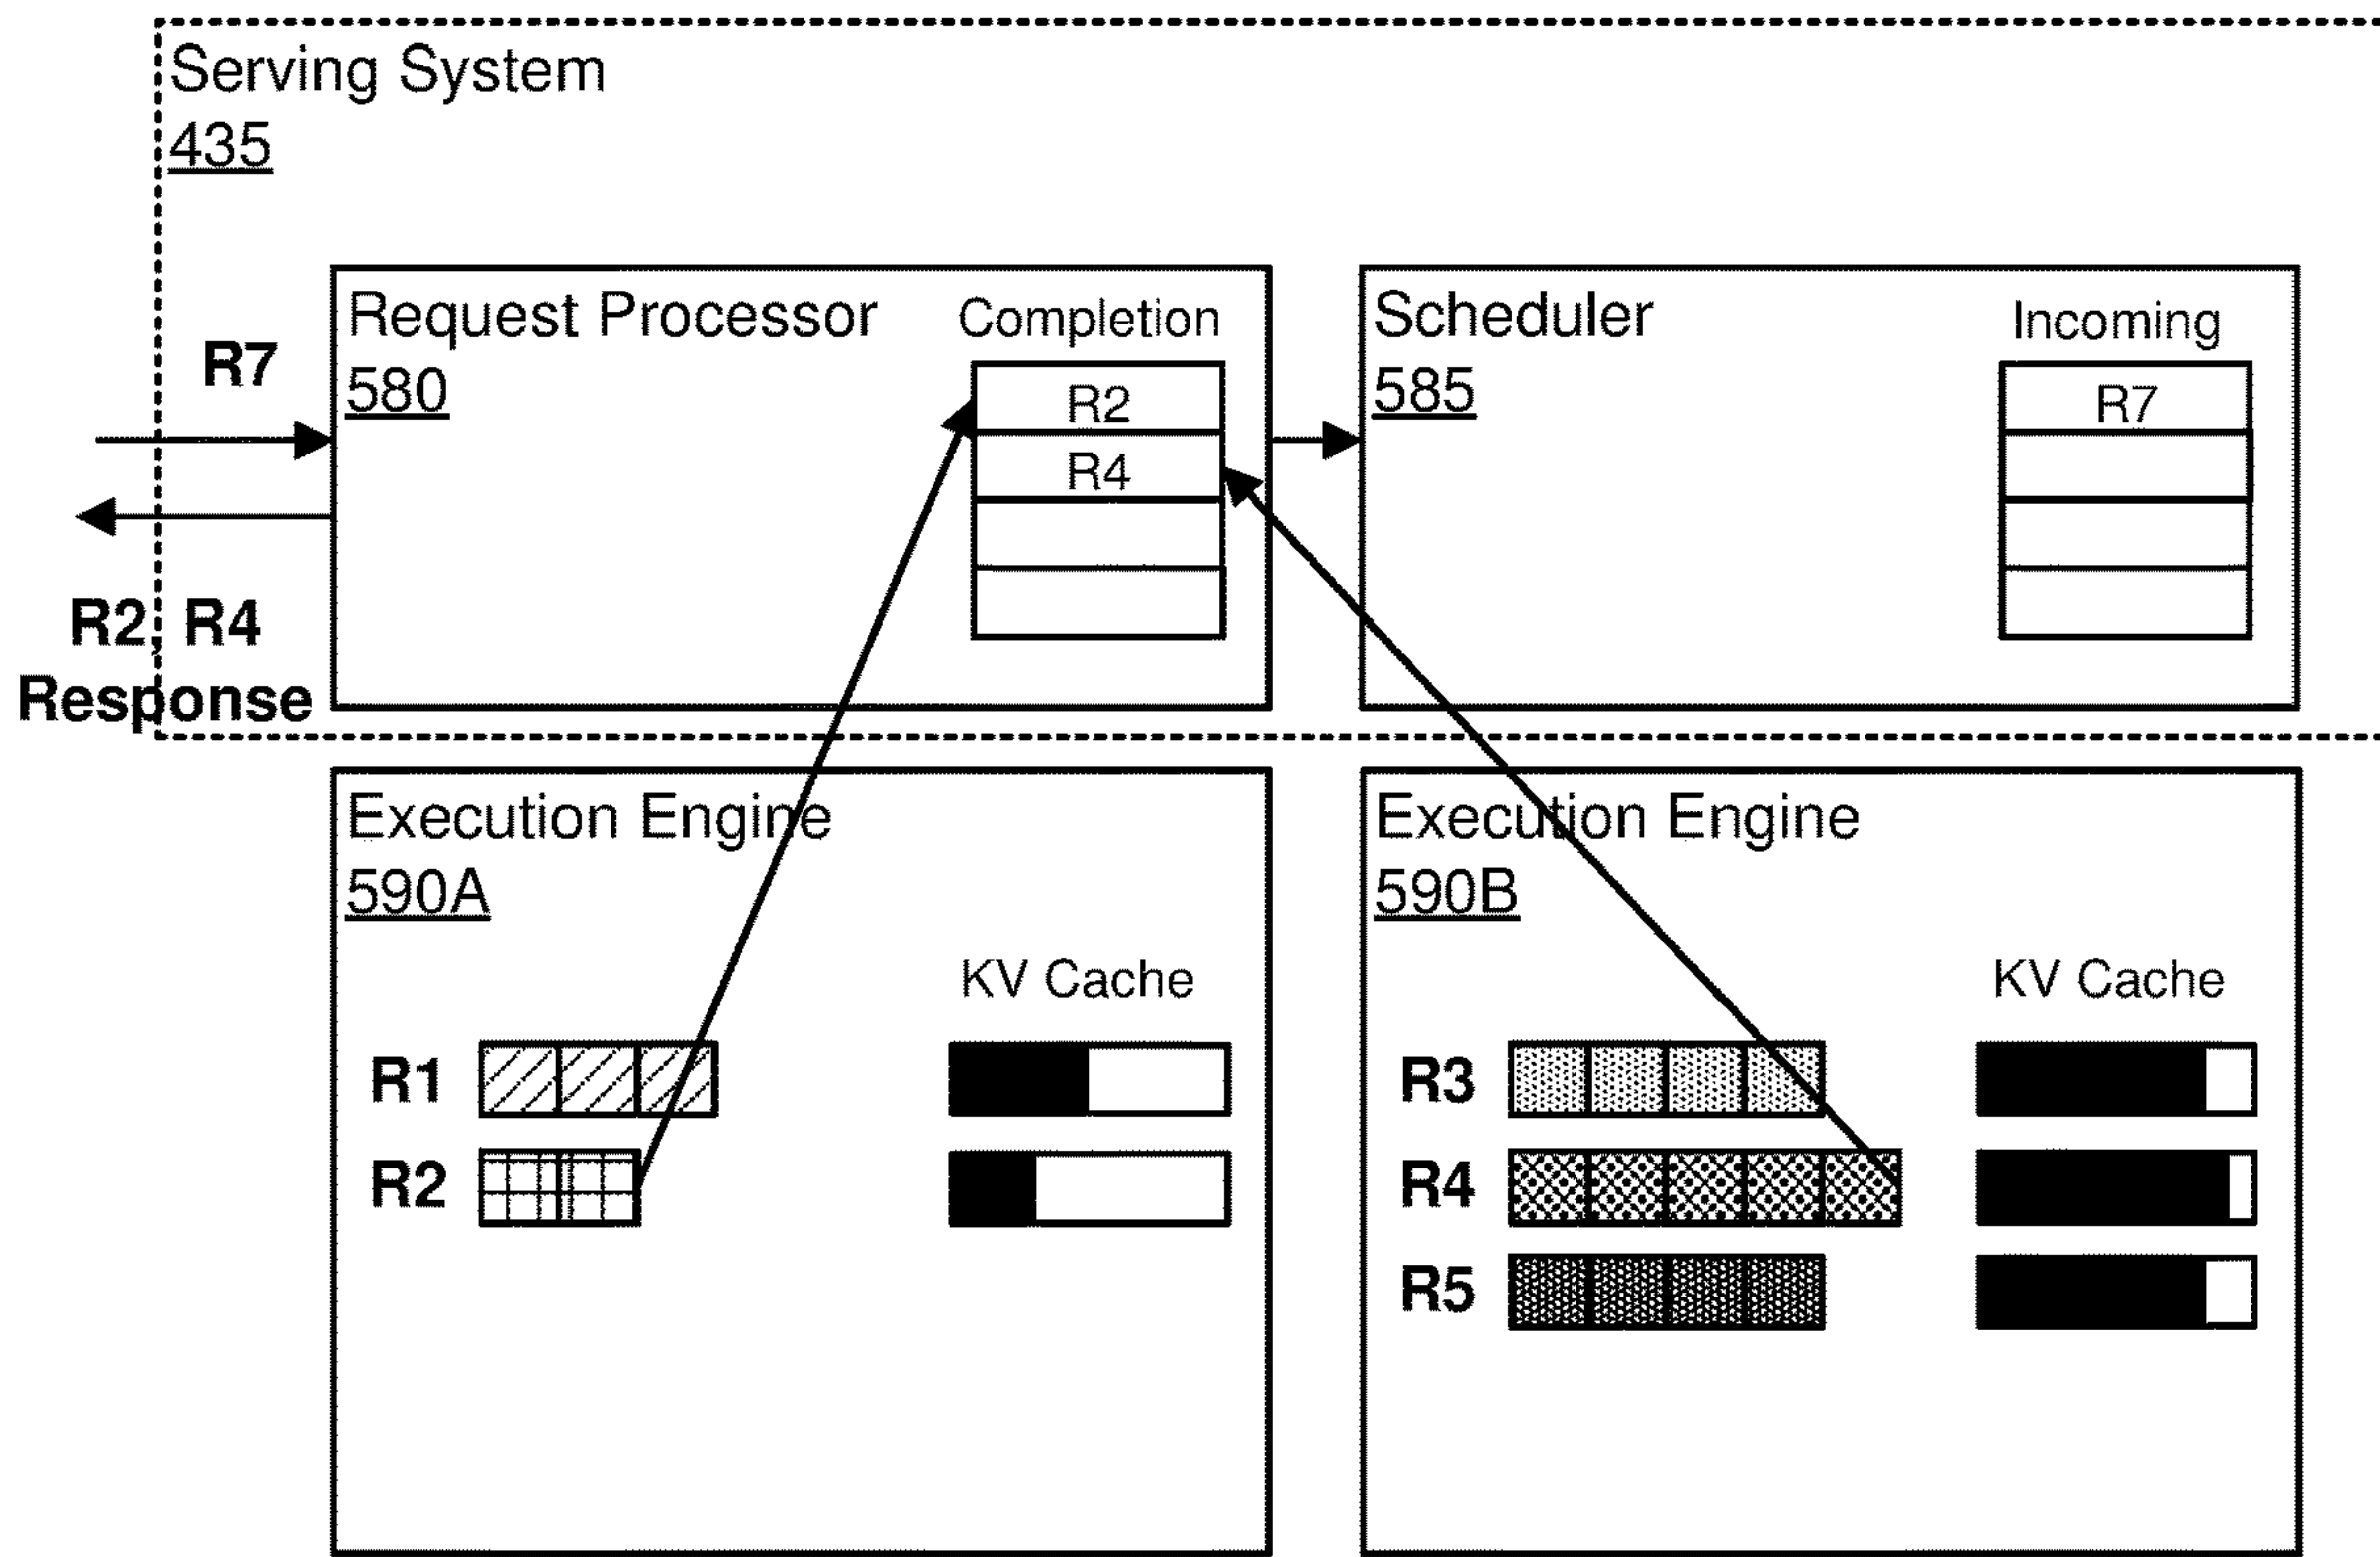 Serving System
435
R7
R2, R4
Response
Request Processor
580
Completion
R2
R4
Scheduler
585
Incoming
R7
Execution Engine
590A
KV Cache
R1
R2
Execution Engine
590B
KV Cache
R3
R4
R5